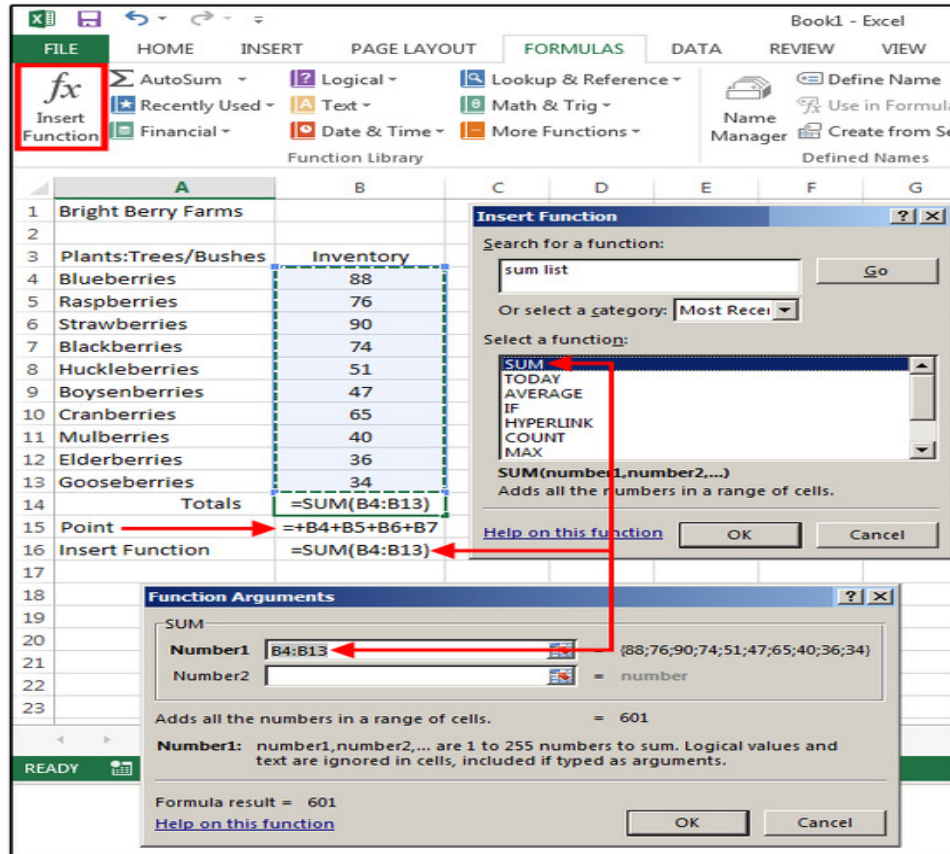 Book1 - Excel
FILE HOME INSERT PAGE LAYOUT FORMULAS DATA REVIEW VIEW
fx
Insert
Function
AutoSum
Recently Used
Financial
Logical
Text
Date & Time
Lookup & Reference
Math & Trig
More Functions
Function Library
Name
Manager
Define Name
Use in Formula
Create from Se
Defined Names
A B C D E F G
1 Bright Berry Farms
2
3 Plants:Trees/Bushes Inventory
4 Blueberries 88
5 Raspberries 76
6 Strawberries 90
7 Blackberries 74
8 Huckleberries 51
9 Boysenberries 47
10 Cranberries 65
11 Mulberries 40
12 Elderberries 36
13 Gooseberries 34
14 Totals =SUM(B4:B13)
15 Point =+B4+B5+B6+B7
16 Insert Function =SUM(B4:B13)
17
18
19
20
21
22
23
READY
Insert Function
Search for a function:
sum list
Go
Or select a category: Most Recei
Select a function:
SUM
TODAY
AVERAGE
IF
HYPERLINK
COUNT
MAX
SUM(number1,number2,...)
Adds all the numbers in a range of cells.
Help on this function
OK
Cancel
Function Arguments
SUM
Number1 B4:B13 = {88;76;90;74;51;47;65;40;36;34}
Number2 = number
Adds all the numbers in a range of cells. = 601
Number1: number1,number2,... are 1 to 255 numbers to sum. Logical values and
text are ignored in cells, included if typed as arguments.
Formula result = 601
Help on this function
OK
Cancel